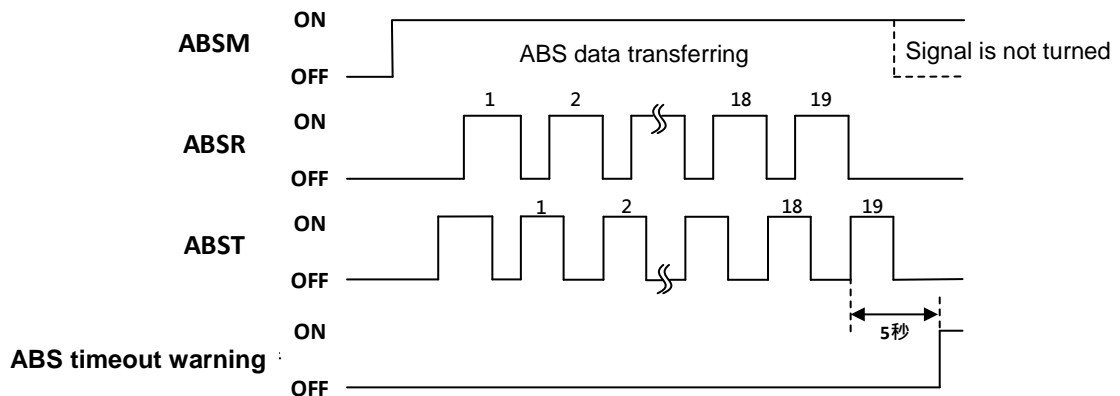 ON
ABSM
ABS data transferring
Signal is not turned
OFF
1 2 18 19
ON
ABSR
OFF
1 2 18 19
ON
ABST
OFF
ON
5秒
ABS timeout warning :
OFF